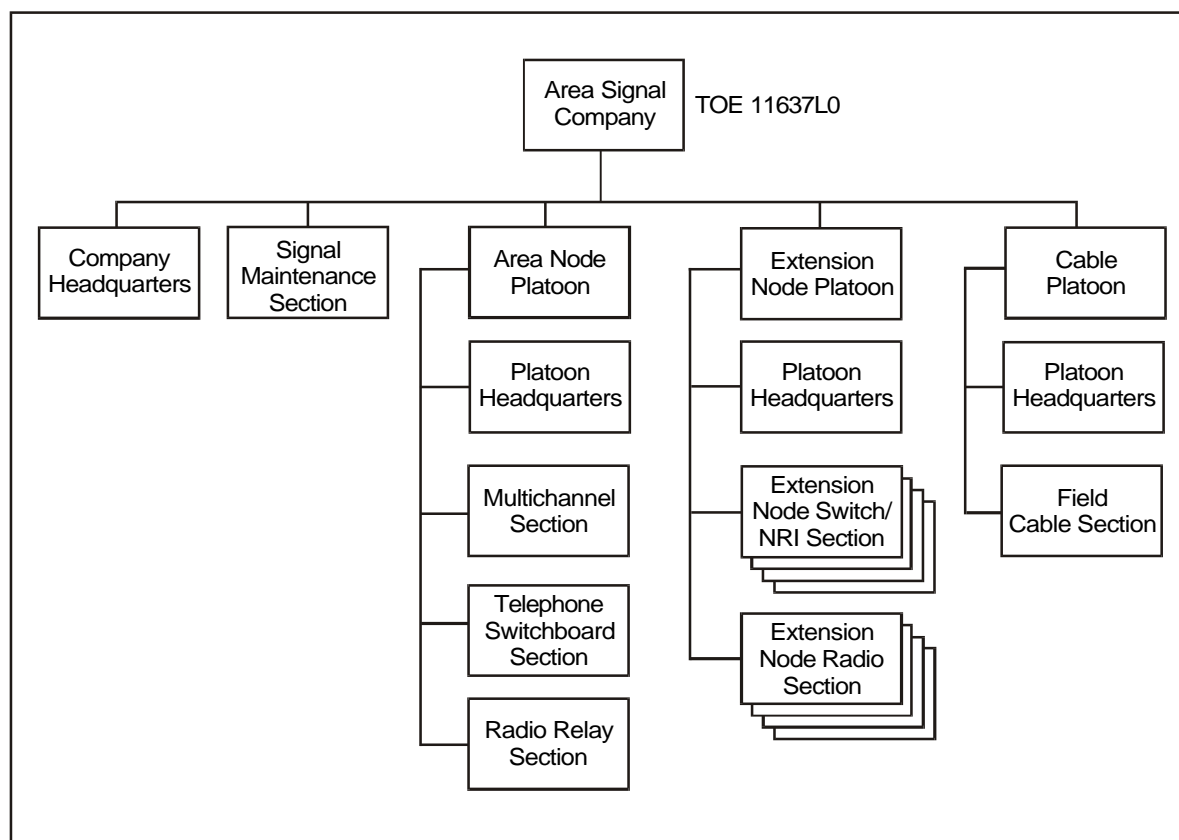 Area Signal
Company
TOE 11637L0
Company
Headquarters
Signal
Maintenance
Section
Area Node
Platoon
Extension
Node Platoon
Cable
Platoon
Platoon
Headquarters
Platoon
Headquarters
Platoon
Headquarters
Multichannel
Section
Extension
Node Switch/
NRI Section
Field
Cable Section
Telephone
Switchboard
Section
Extension
Node Radio
Section
Radio Relay
Section